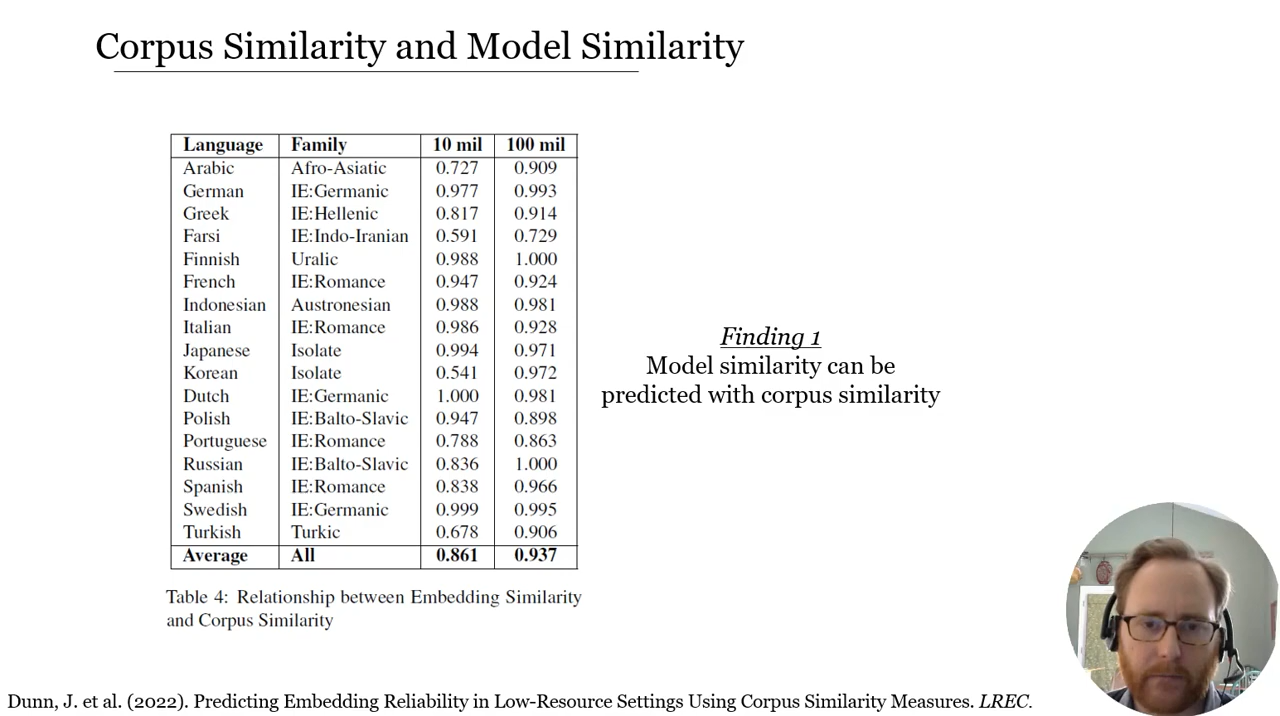 Corpus Similarity and Model Similarity
Language Family 10 mil 100 mil
Arabic Afro-Asiatic 0.727 0.909
German IE:Germanic 0.977 0.993
Greek IE:Hellenic 0.817 0.914
Farsi IE:Indo-Iranian 0.591 0.729
Finnish Uralic 0.988 1.000
French IE:Romance 0.947 0.924
Indonesian Austronesian 0.988 0.981
Italian IE:Romance 0.986 0.928
Japanese Isolate 0.994 0.971
Korean Isolate 0.541 0.972
Dutch IE:Germanic 1.000 0.981
Polish IE:Balto-Slavic 0.947 0.898
Portuguese IE:Romance 0.788 0.863
Russian IE:Balto-Slavic 0.836 1.000
Spanish IE:Romance 0.838 0.966
Swedish IE:Germanic 0.999 0.995
Turkish Turkic 0.678 0.906
Average All 0.861 0.937
Table 4: Relationship between Embedding Similarity
and Corpus Similarity
Finding 1
Model similarity can be
predicted with corpus similarity
Dunn, J. et al. (2022). Predicting Embedding Reliability in Low-Resource Settings Using Corpus Similarity Measures. LREC.